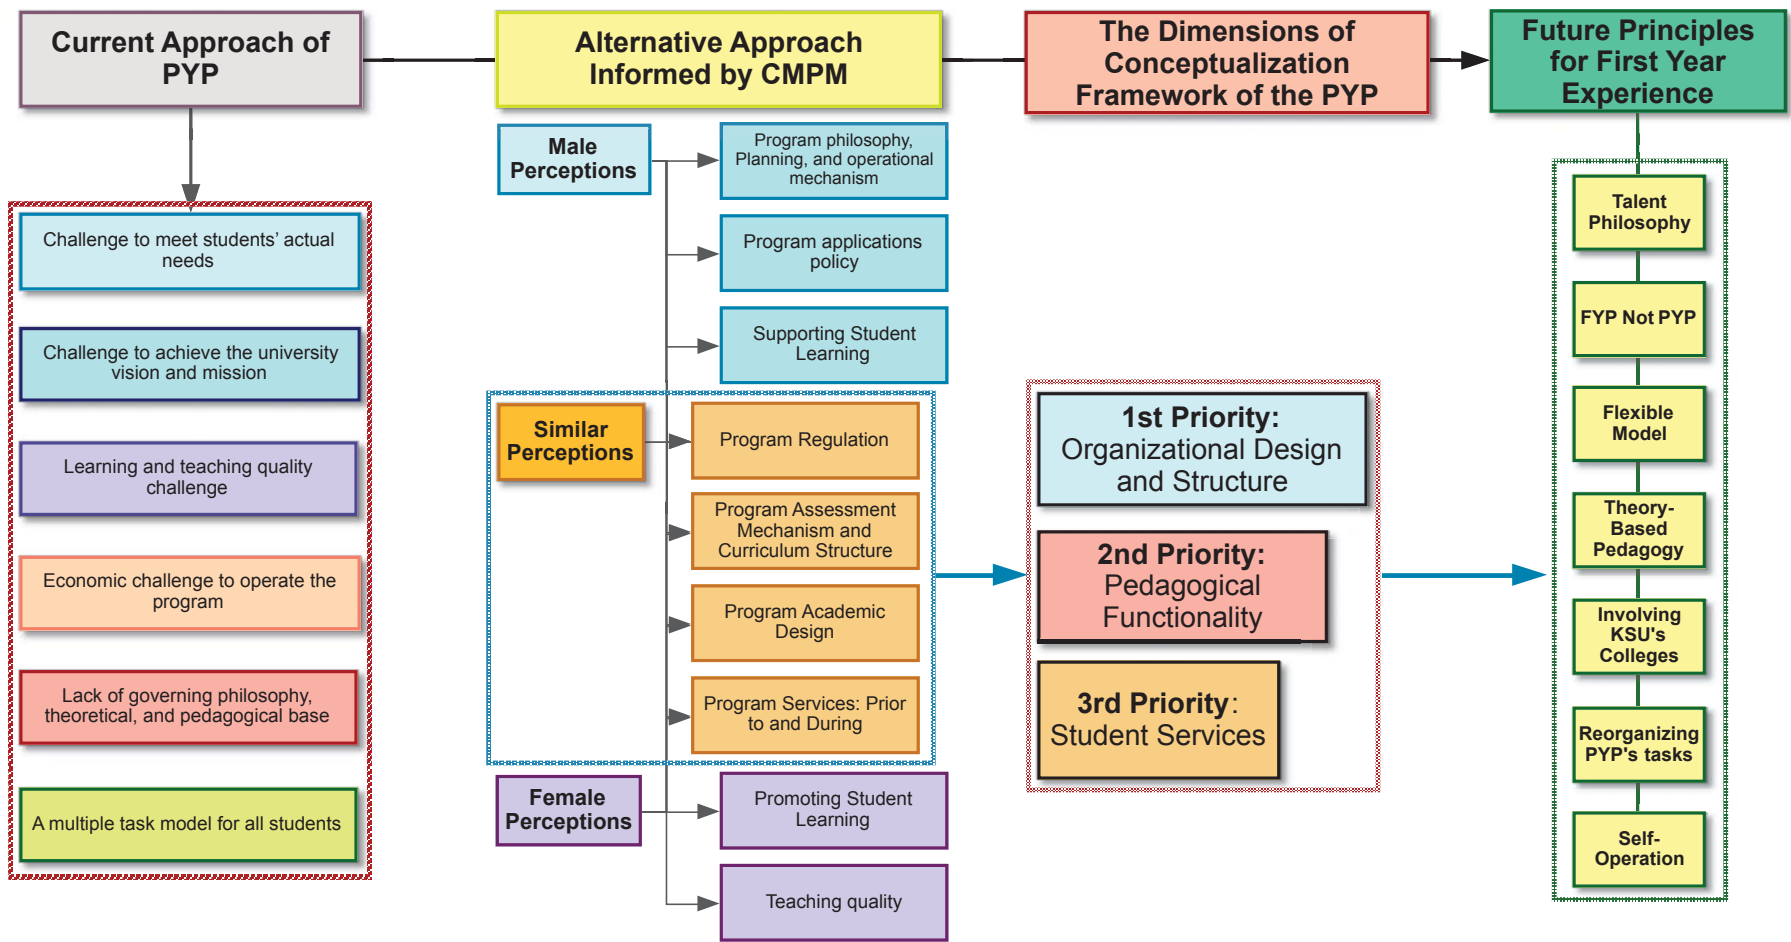 Current Approach of
PYP
Alternative Approach
Informed by CMPM
The Dimensions of
Conceptualization
Framework of the PYP
Future Principles
for First Year
Experience
Challenge to meet students’ actual
needs
Challenge to achieve the university
vision and mission
Learning and teaching quality
challenge
Economic challenge to operate the
program
Lack of governing philosophy,
theoretical, and pedagogical base
A multiple task model for all students
Male
Perceptions
Program philosophy,
Planning, and operational
mechanism
Program applications
policy
Supporting Student
Learning
Similar
Perceptions
Program Regulation
Program Assessment
Mechanism and
Curriculum Structure
Program Academic
Design
Program Services: Prior
to and During
Female
Perceptions
Promoting Student
Learning
Teaching quality
1st Priority:
Organizational Design
and Structure
2nd Priority:
Pedagogical
Functionality
3rd Priority:
Student Services
Talent
Philosophy
FYP Not PYP
Flexible
Model
Theory-
Based
Pedagogy
Involving
KSU's
Colleges
Reorganizing
PYP's tasks
Self-
Operation